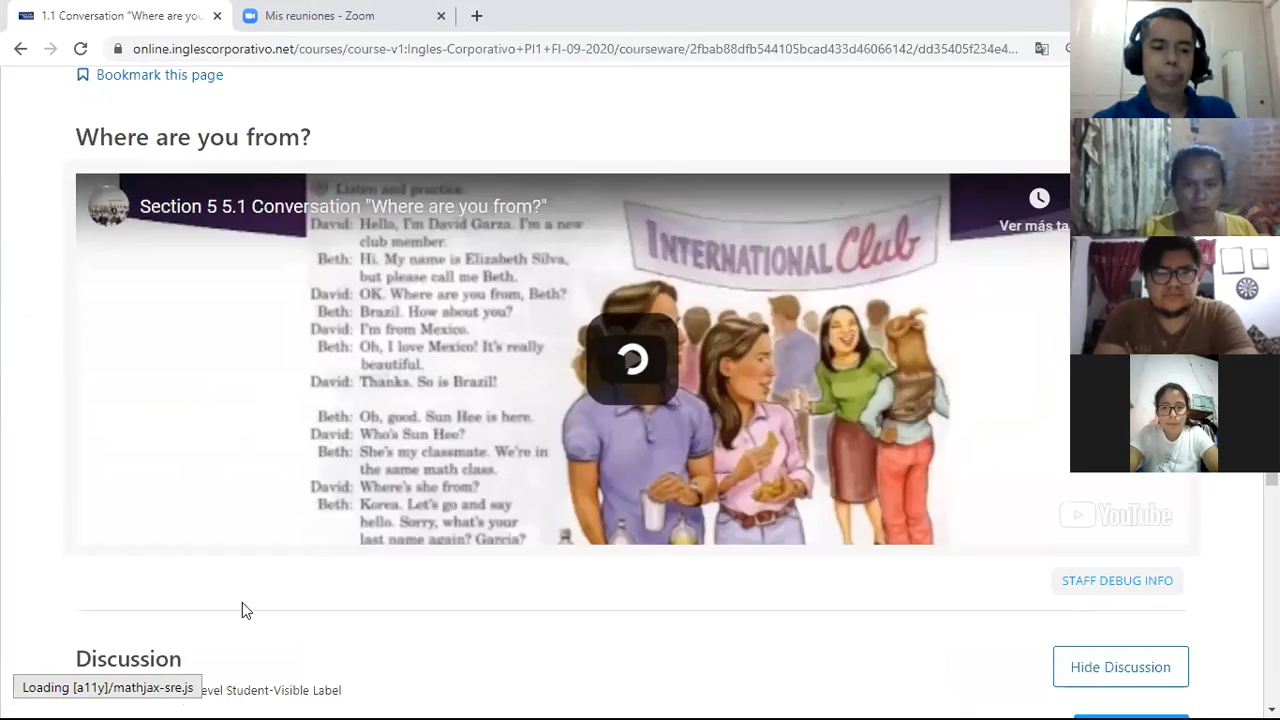 1.1 Conversation "Where are you
Mis reuniones - Zoom
online.inglescorporativo.net/courses/course-v1:Ingles-Corporativo+PI1+FI-09-2020/courseware/2fbab88dfb544105bcad433d46066142/dd35405f234e4...
Bookmark this page
Where are you from?
Listen and practice.
Section 5 5.1 Conversation "Where are you from?"
Ver más ta
INTERNATIONAL Club
David: Hello, I'm David Garza. I'm a new
club member.
Beth: Hi. My name is Elizabeth Silva,
but please call me Beth.
David: OK. Where are you from, Beth?
Beth: Brazil. How about you?
David: I'm from Mexico.
Beth: Oh, I love Mexico! It's really
beautiful.
David: Thanks. So is Brazil!
Beth: Oh, good. Sun Hee is here.
David: Who's Sun Hee?
Beth: She's my classmate. We're in
the same math class.
David: Where's she from?
Beth: Korea. Let's go and say
hello. Sorry, what's your
last name again? Garcia?
YouTube
STAFF DEBUG INFO
Discussion
Hide Discussion
Loading [a11y]/mathjax-sre.js
evel Student-Visible Label